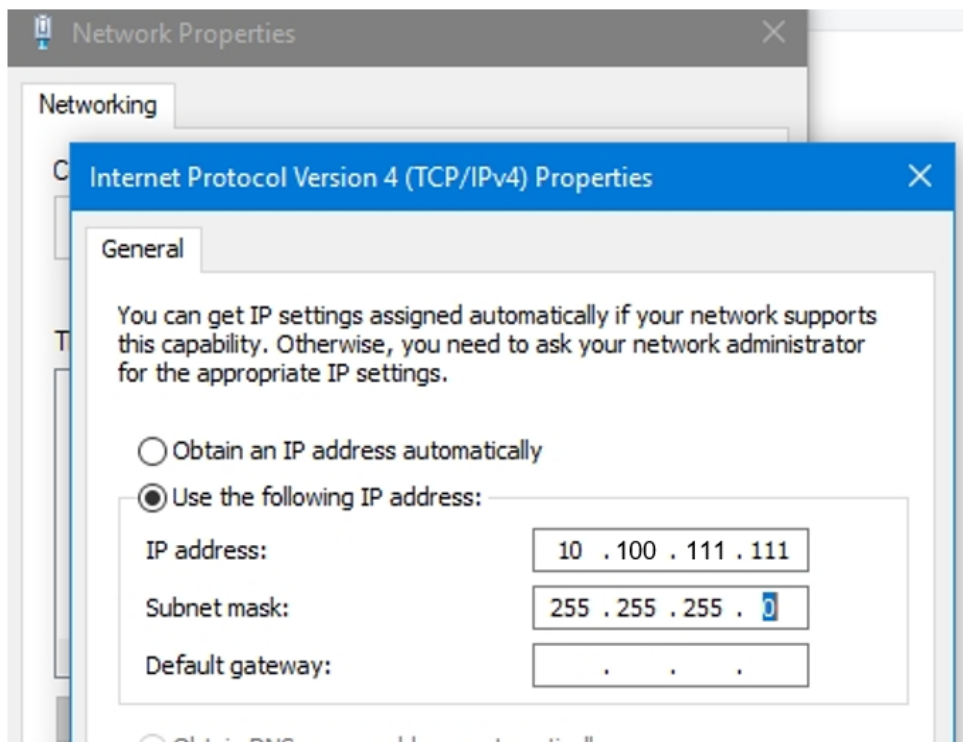 Network Properties
Networking
C
Internet Protocol Version 4 (TCP/IPv4) Properties
General
You can get IP settings assigned automatically if your network supports
this capability. Otherwise, you need to ask your network administrator
for the appropriate IP settings.
T
Obtain an IP address automatically
Use the following IP address:
IP address: 10 . 100 . 111 . 111
Subnet mask: 255 . 255 . 255 . 0
Default gateway: . . .